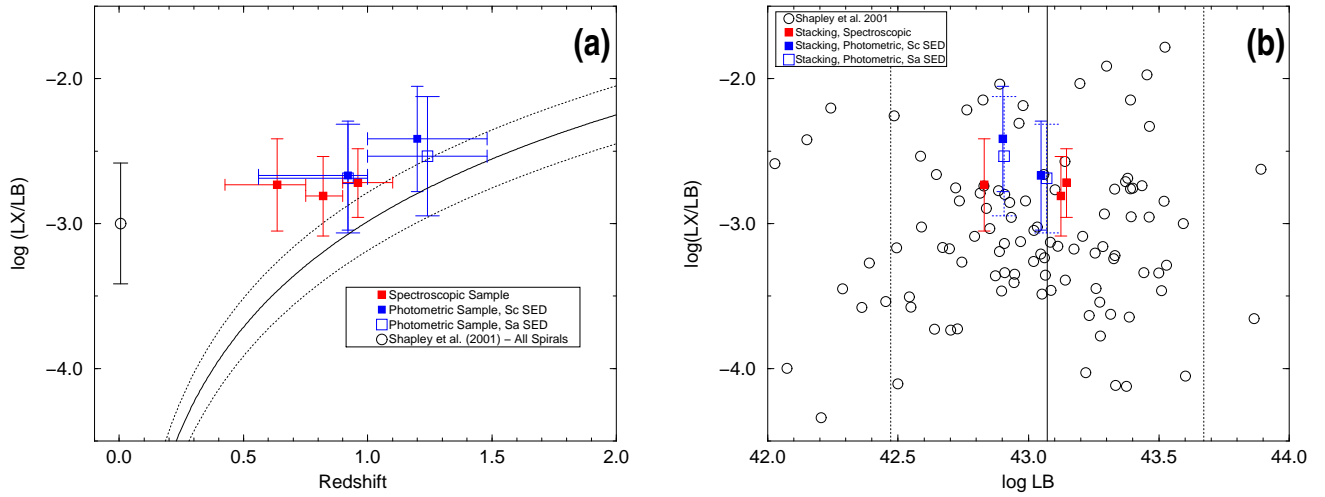 (a)
−2.0
−3.0
−4.0
log (LX/LB)
0.0 0.5 1.0 1.5 2.0
Redshift
Spectroscopic Sample
Photometric Sample, Sc SED
Photometric Sample, Sa SED
Shapley et al. (2001) − All Spirals
(b)
Shapley et al. 2001
Stacking, Spectroscopic
Stacking, Photometric, Sc SED
Stacking, Photometric, Sa SED
−2.0
−3.0
−4.0
log(LX/LB)
42.0 42.5 43.0 43.5 44.0
log LB